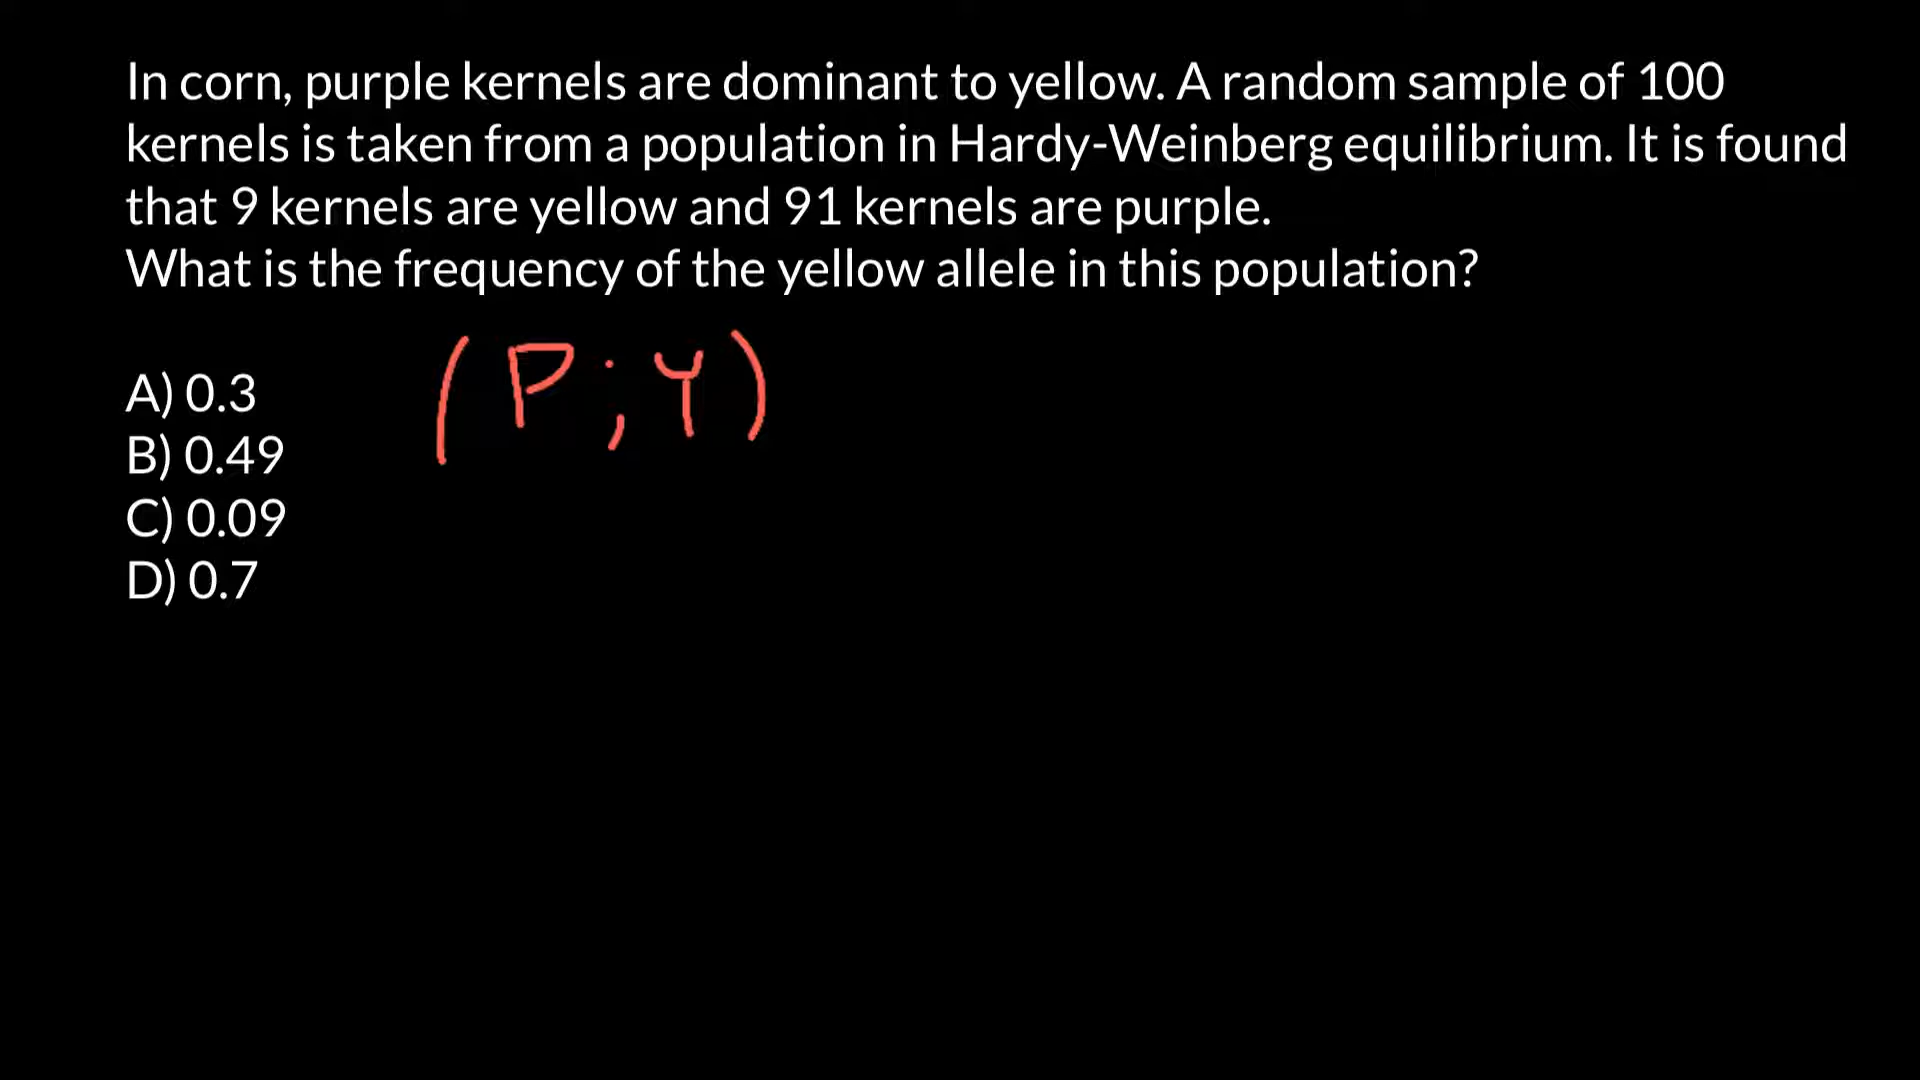 In corn, purple kernels are dominant to yellow. A random sample of 100
kernels is taken from a population in Hardy-Weinberg equilibrium. It is found
that 9 kernels are yellow and 91 kernels are purple.
What is the frequency of the yellow allele in this population?
(P;Y)
A) 0.3
B) 0.49
C) 0.09
D) 0.7